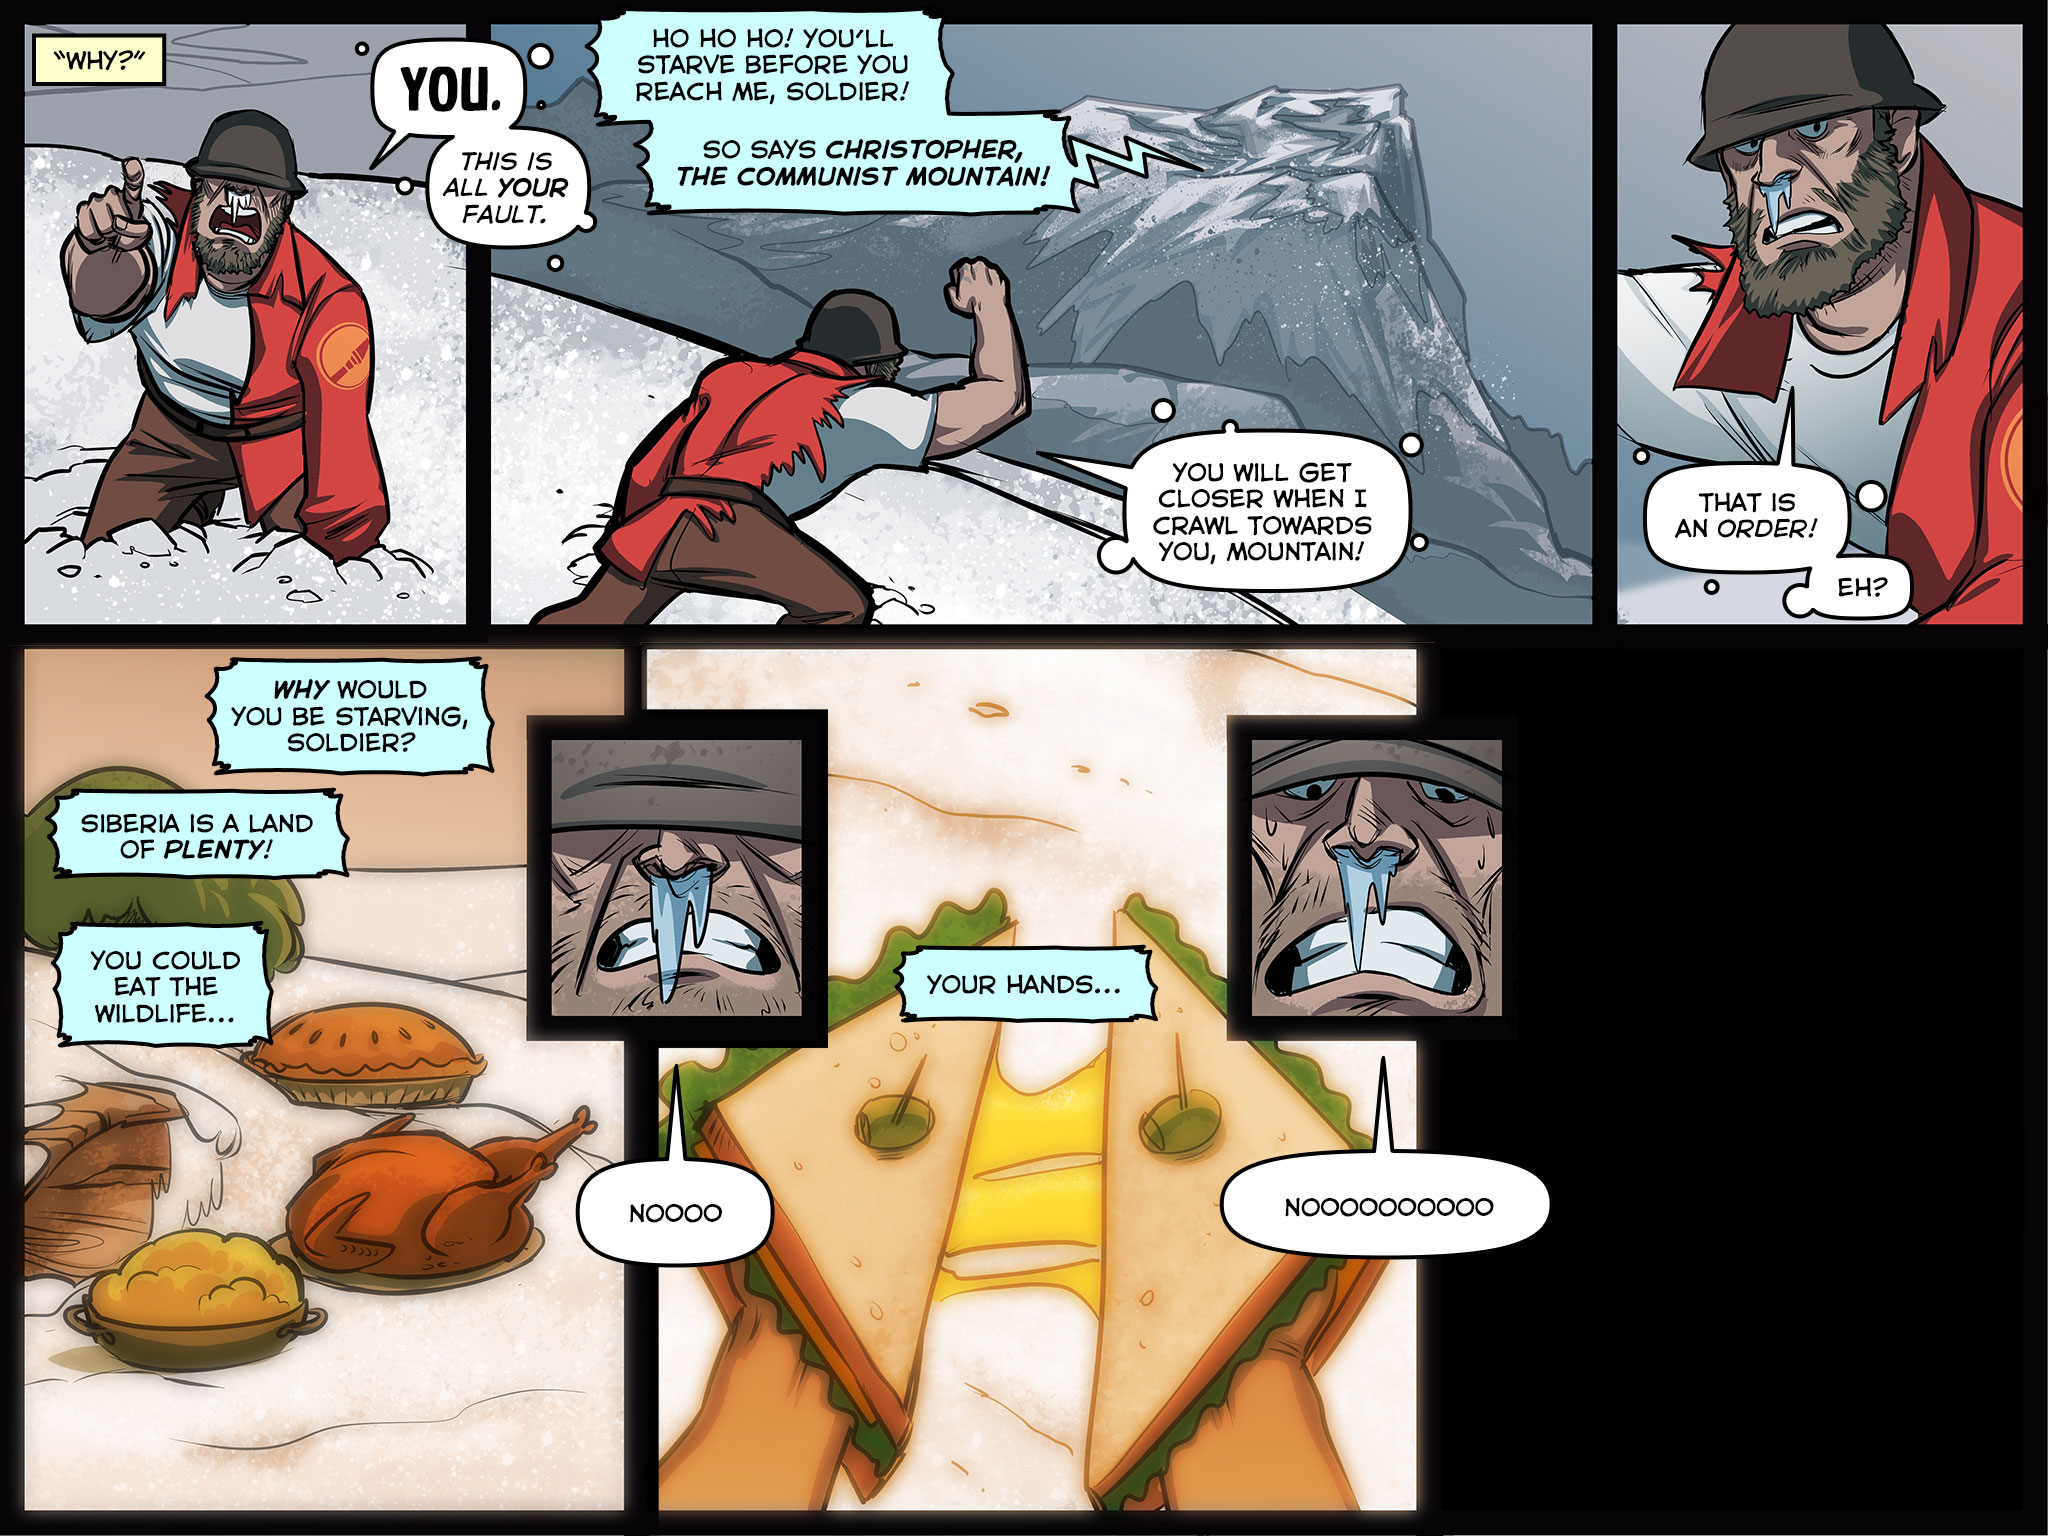 “WHY?”
YOU.
THIS IS
ALL YOUR
FAULT.
HO HO HO! YOU’LL
STARVE BEFORE YOU
REACH ME, SOLDIER!
SO SAYS CHRISTOPHER,
THE COMMUNIST MOUNTAIN!
YOU WILL GET
CLOSER WHEN I
CRAWL TOWARDS
YOU, MOUNTAIN!
THAT IS
AN ORDER!
EH?
WHY WOULD
YOU BE STARVING,
SOLDIER?
SIBERIA IS A LAND
OF PLENTY!
YOU COULD
EAT THE
WILDLIFE...
NOOOO
YOUR HANDS...
NOOOOOOOOOO